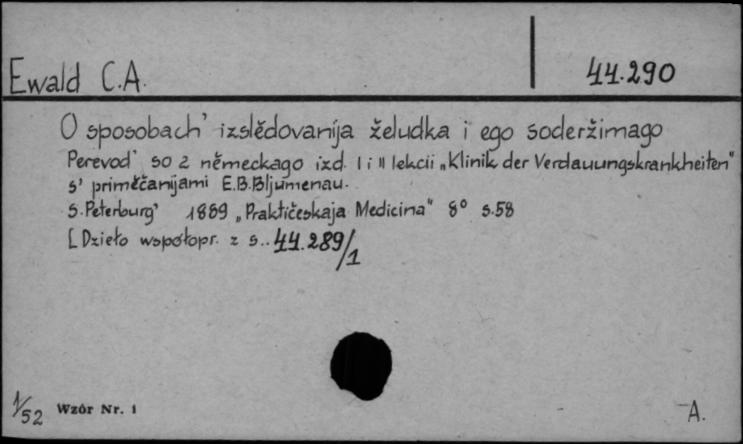 Ewald C.A.
44.290
O sposobach' izslědovanija želudka i ego soderžimago
Perevod' so 2 německago izd. I i II lekcii „Klinik der Verdauungskrankheiten"
s' priměčanijami E.B.Bljumenau.
S.Peterburg' 1889 „Praktičeskaja Medicina" 8° s.58
[Dzieło współopr. z s.. 44.289/1
1/52 Wzór Nr. 1
A.